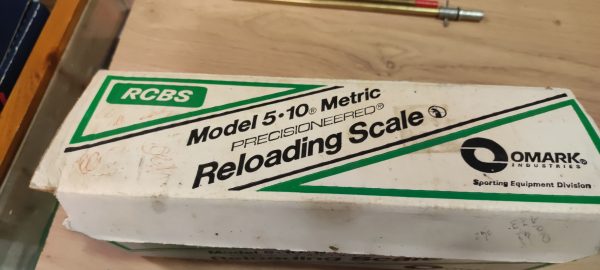 RCBS
Model 5•10® Metric
PRECISIONEERED®
Reloading Scale
OMARK®
INDUSTRIES
Sporting Equipment Division